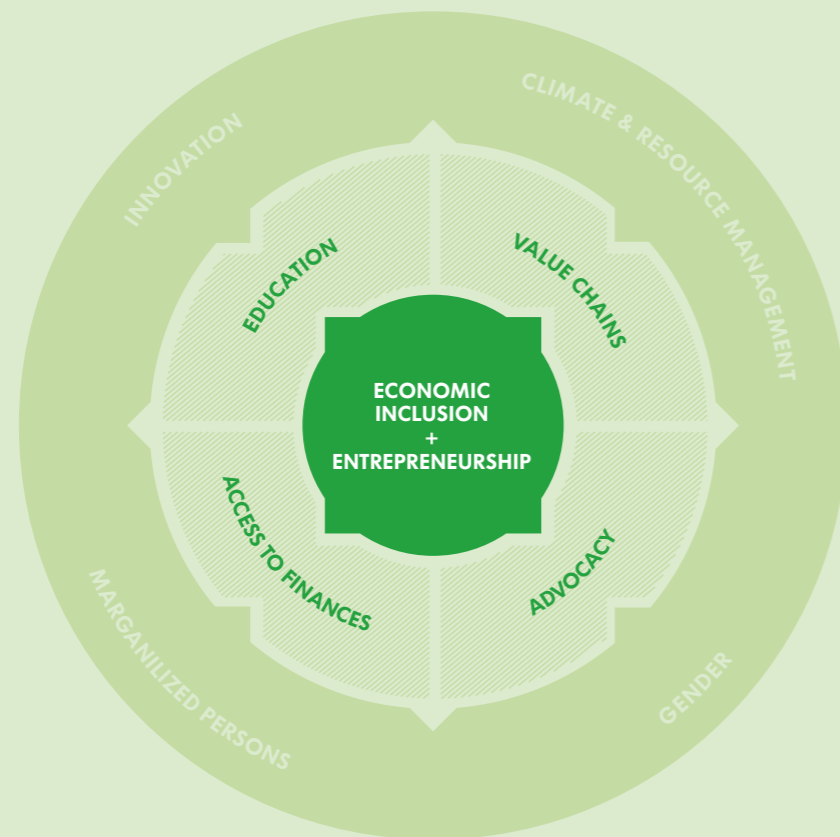 INNOVATION
CLIMATE & RESOURCE MANAGEMENT
EDUCATION
VALUE CHAINS
ECONOMIC
INCLUSION
+
ENTREPRENEURSHIP
ACCESS TO FINANCES
ADVOCACY
MARGANILIZED PERSONS
GENDER